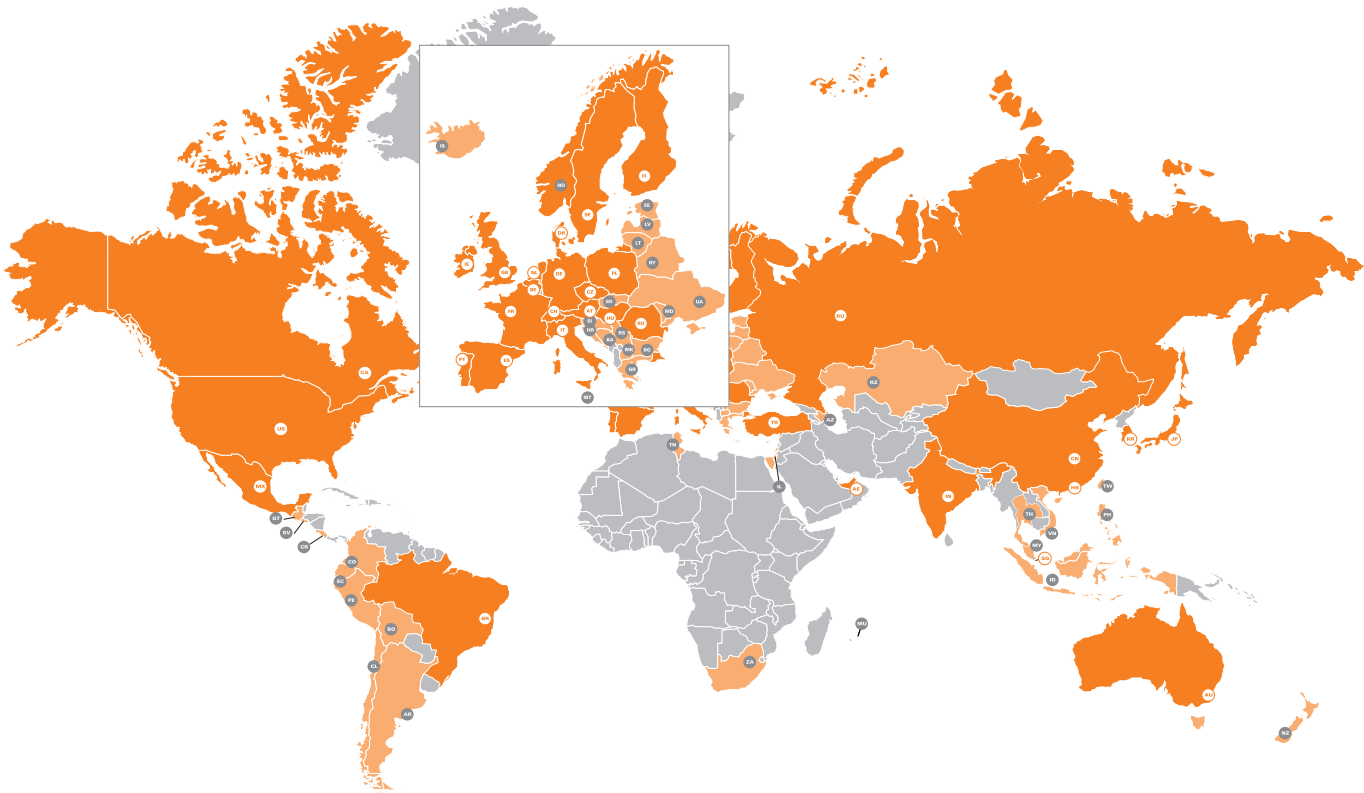 IS
NO
FI
SE
EE
LV
LT
BY
DK
IE
GB
NL
BE
DE
PL
CZ
SK
UA
FR
CH
AT
HU
MD
IT
SI
HR
RO
RS
BA
MK
BG
PT
ES
GR
MT
CA
US
MX
GT
SV
CR
CO
EC
PE
BO
BR
CL
AR
RU
KZ
TR
AZ
TN
IL
AE
IN
CN
KR
JP
HK
TW
TH
PH
VN
MY
SG
ID
MU
ZA
AU
NZ